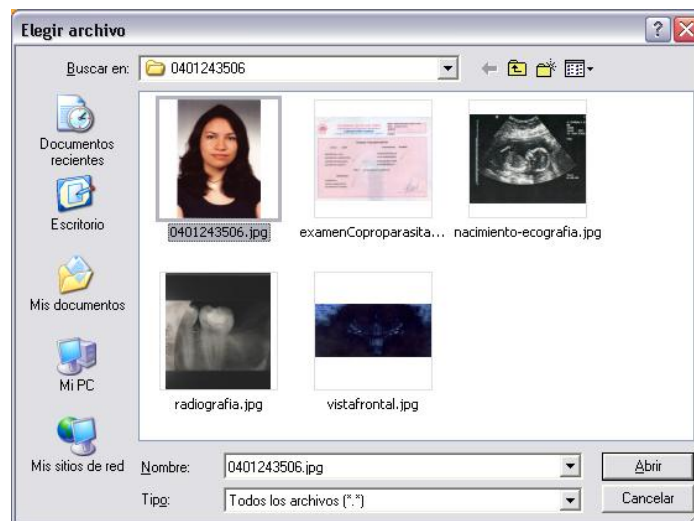 Elegir archivo
Buscar en:
0401243506
Documentos
recientes
Escritorio
Mis documentos
Mi PC
Mis sitios de red
0401243506.jpg
examenCoproparasita...
nacimiento-ecografia.jpg
radiografia.jpg
vistafrontal.jpg
Nombre:
0401243506.jpg
Abrir
Tipo:
Todos los archivos (*.*)
Cancelar